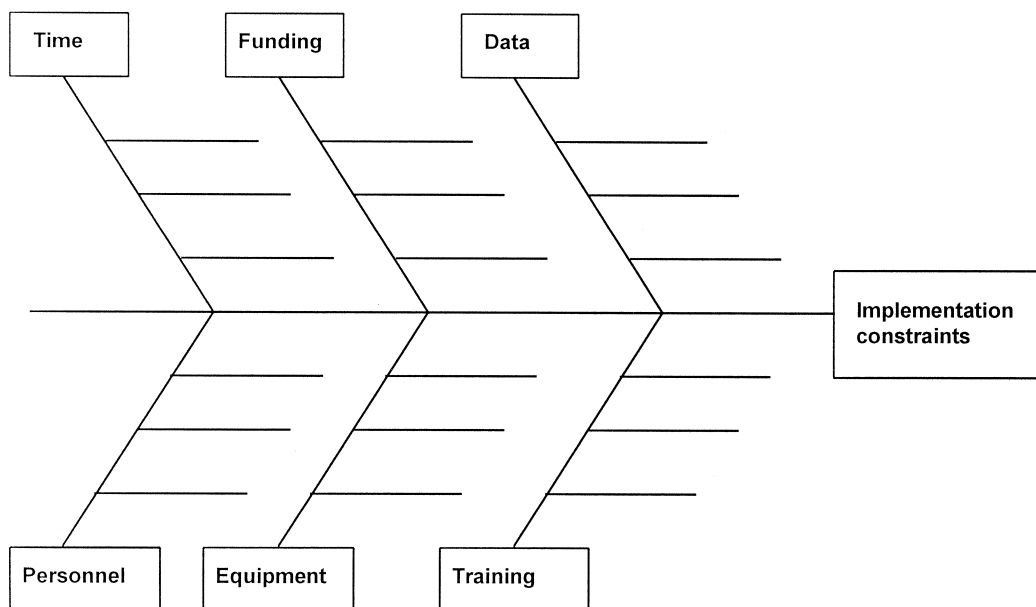 Time
Funding
Data
Implementation
constraints
Personnel
Equipment
Training